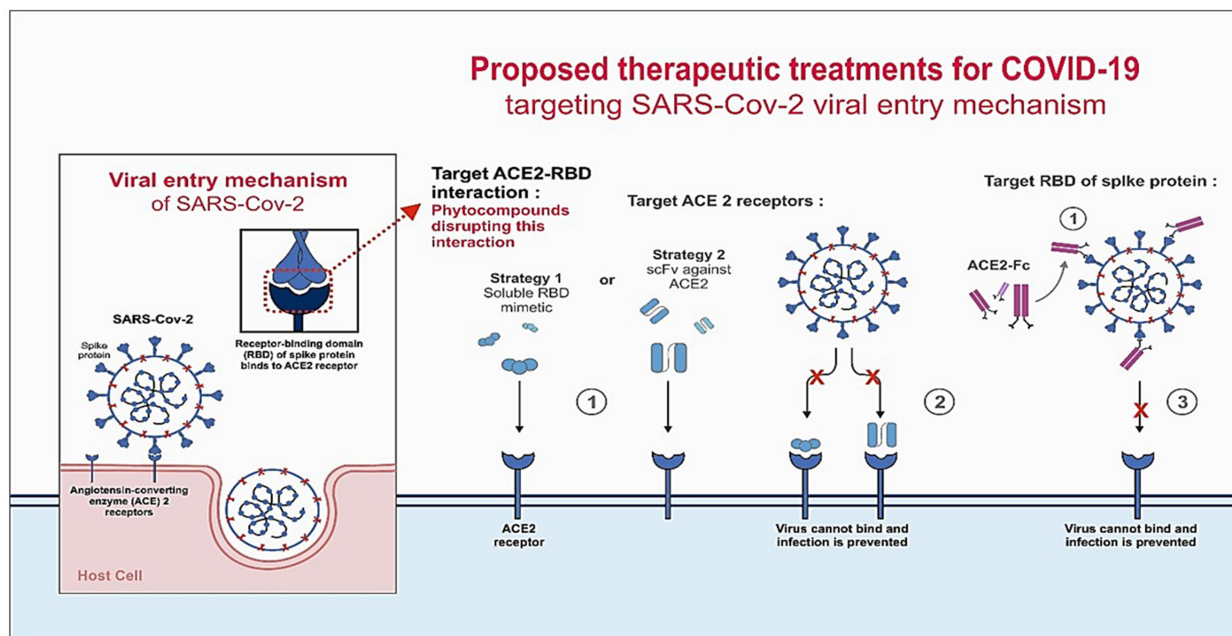 Proposed therapeutic treatments for COVID-19
targeting SARS-Cov-2 viral entry mechanism
Viral entry mechanism
of SARS-Cov-2
SARS-Cov-2
Spike
protein
Receptor-binding domain
(RBD) of spike protein
binds to ACE2 receptor
Angiotensin-converting
enzyme (ACE) 2
receptors
Host Cell
Target ACE2-RBD
interaction :
Phytocompounds
disrupting this
interaction
Target ACE 2 receptors :
Strategy 1
Soluble RBD
mimetic
or
Strategy 2
scFv against
ACE2
1
ACE2
receptor
X
X
2
Virus cannot bind and
infection is prevented
Target RBD of spike protein :
1
ACE2-Fc
X
3
Virus cannot bind and
infection is prevented